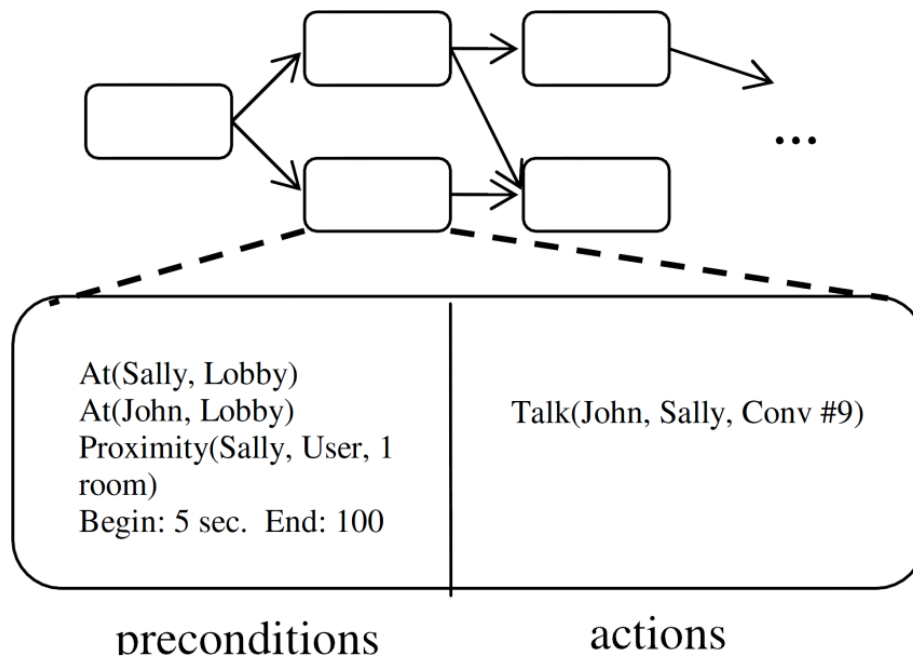 ...
At(Sally, Lobby)
At(John, Lobby)
Proximity(Sally, User, 1
room)
Begin: 5 sec.  End: 100
Talk(John, Sally, Conv #9)
preconditions
actions